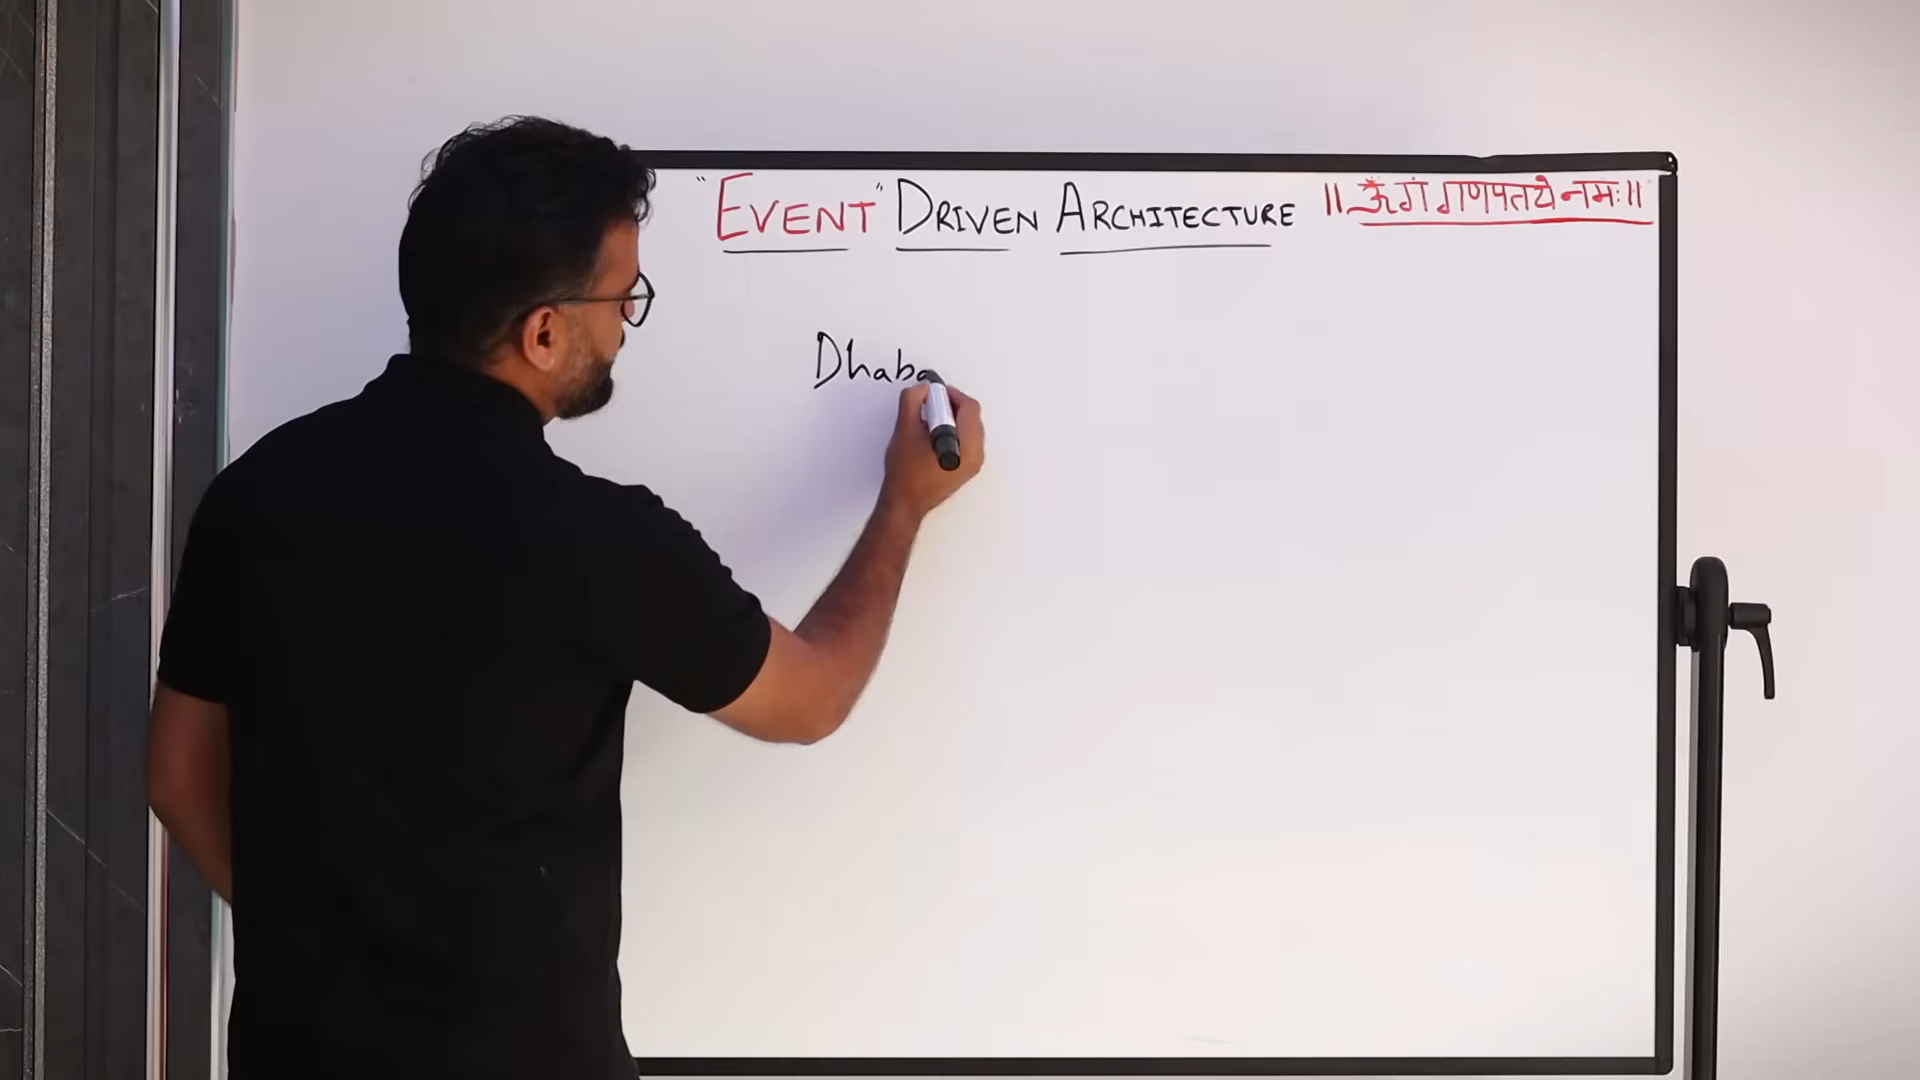 "EVENT" DRIVEN ARCHITECTURE
॥ ॐ गं गणपतये नमः॥
Dhaba